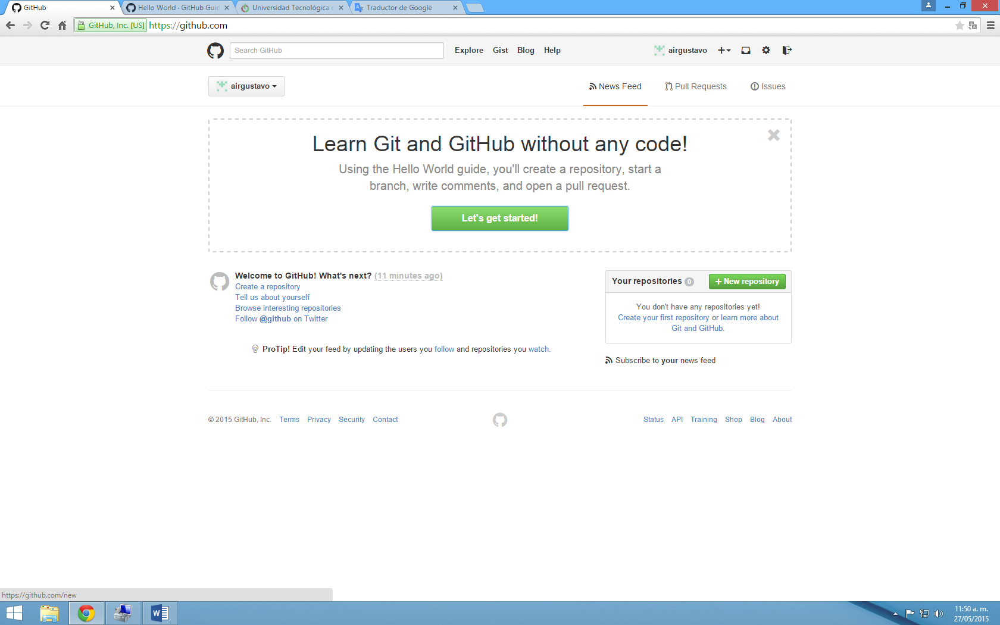 GitHub
Hello World · GitHub Guid
Universidad Tecnológica
Traductor de Google
GitHub, Inc. [US] https://github.com
Search GitHub
Explore Gist Blog Help
airgustavo
airgustavo
News Feed Pull Requests Issues
Learn Git and GitHub without any code!
Using the Hello World guide, you'll create a repository, start a
branch, write comments, and open a pull request.
Let's get started!
Welcome to GitHub! What's next? (11 minutes ago)
Create a repository
Tell us about yourself
Browse interesting repositories
Follow @github on Twitter
ProTip! Edit your feed by updating the users you follow and repositories you watch.
Your repositories 0 + New repository
You don't have any repositories yet!
Create your first repository or learn more about
Git and GitHub.
Subscribe to your news feed
© 2015 GitHub, Inc. Terms Privacy Security Contact
Status API Training Shop Blog About
https://github.com/new
11:50 a. m.
27/05/2015